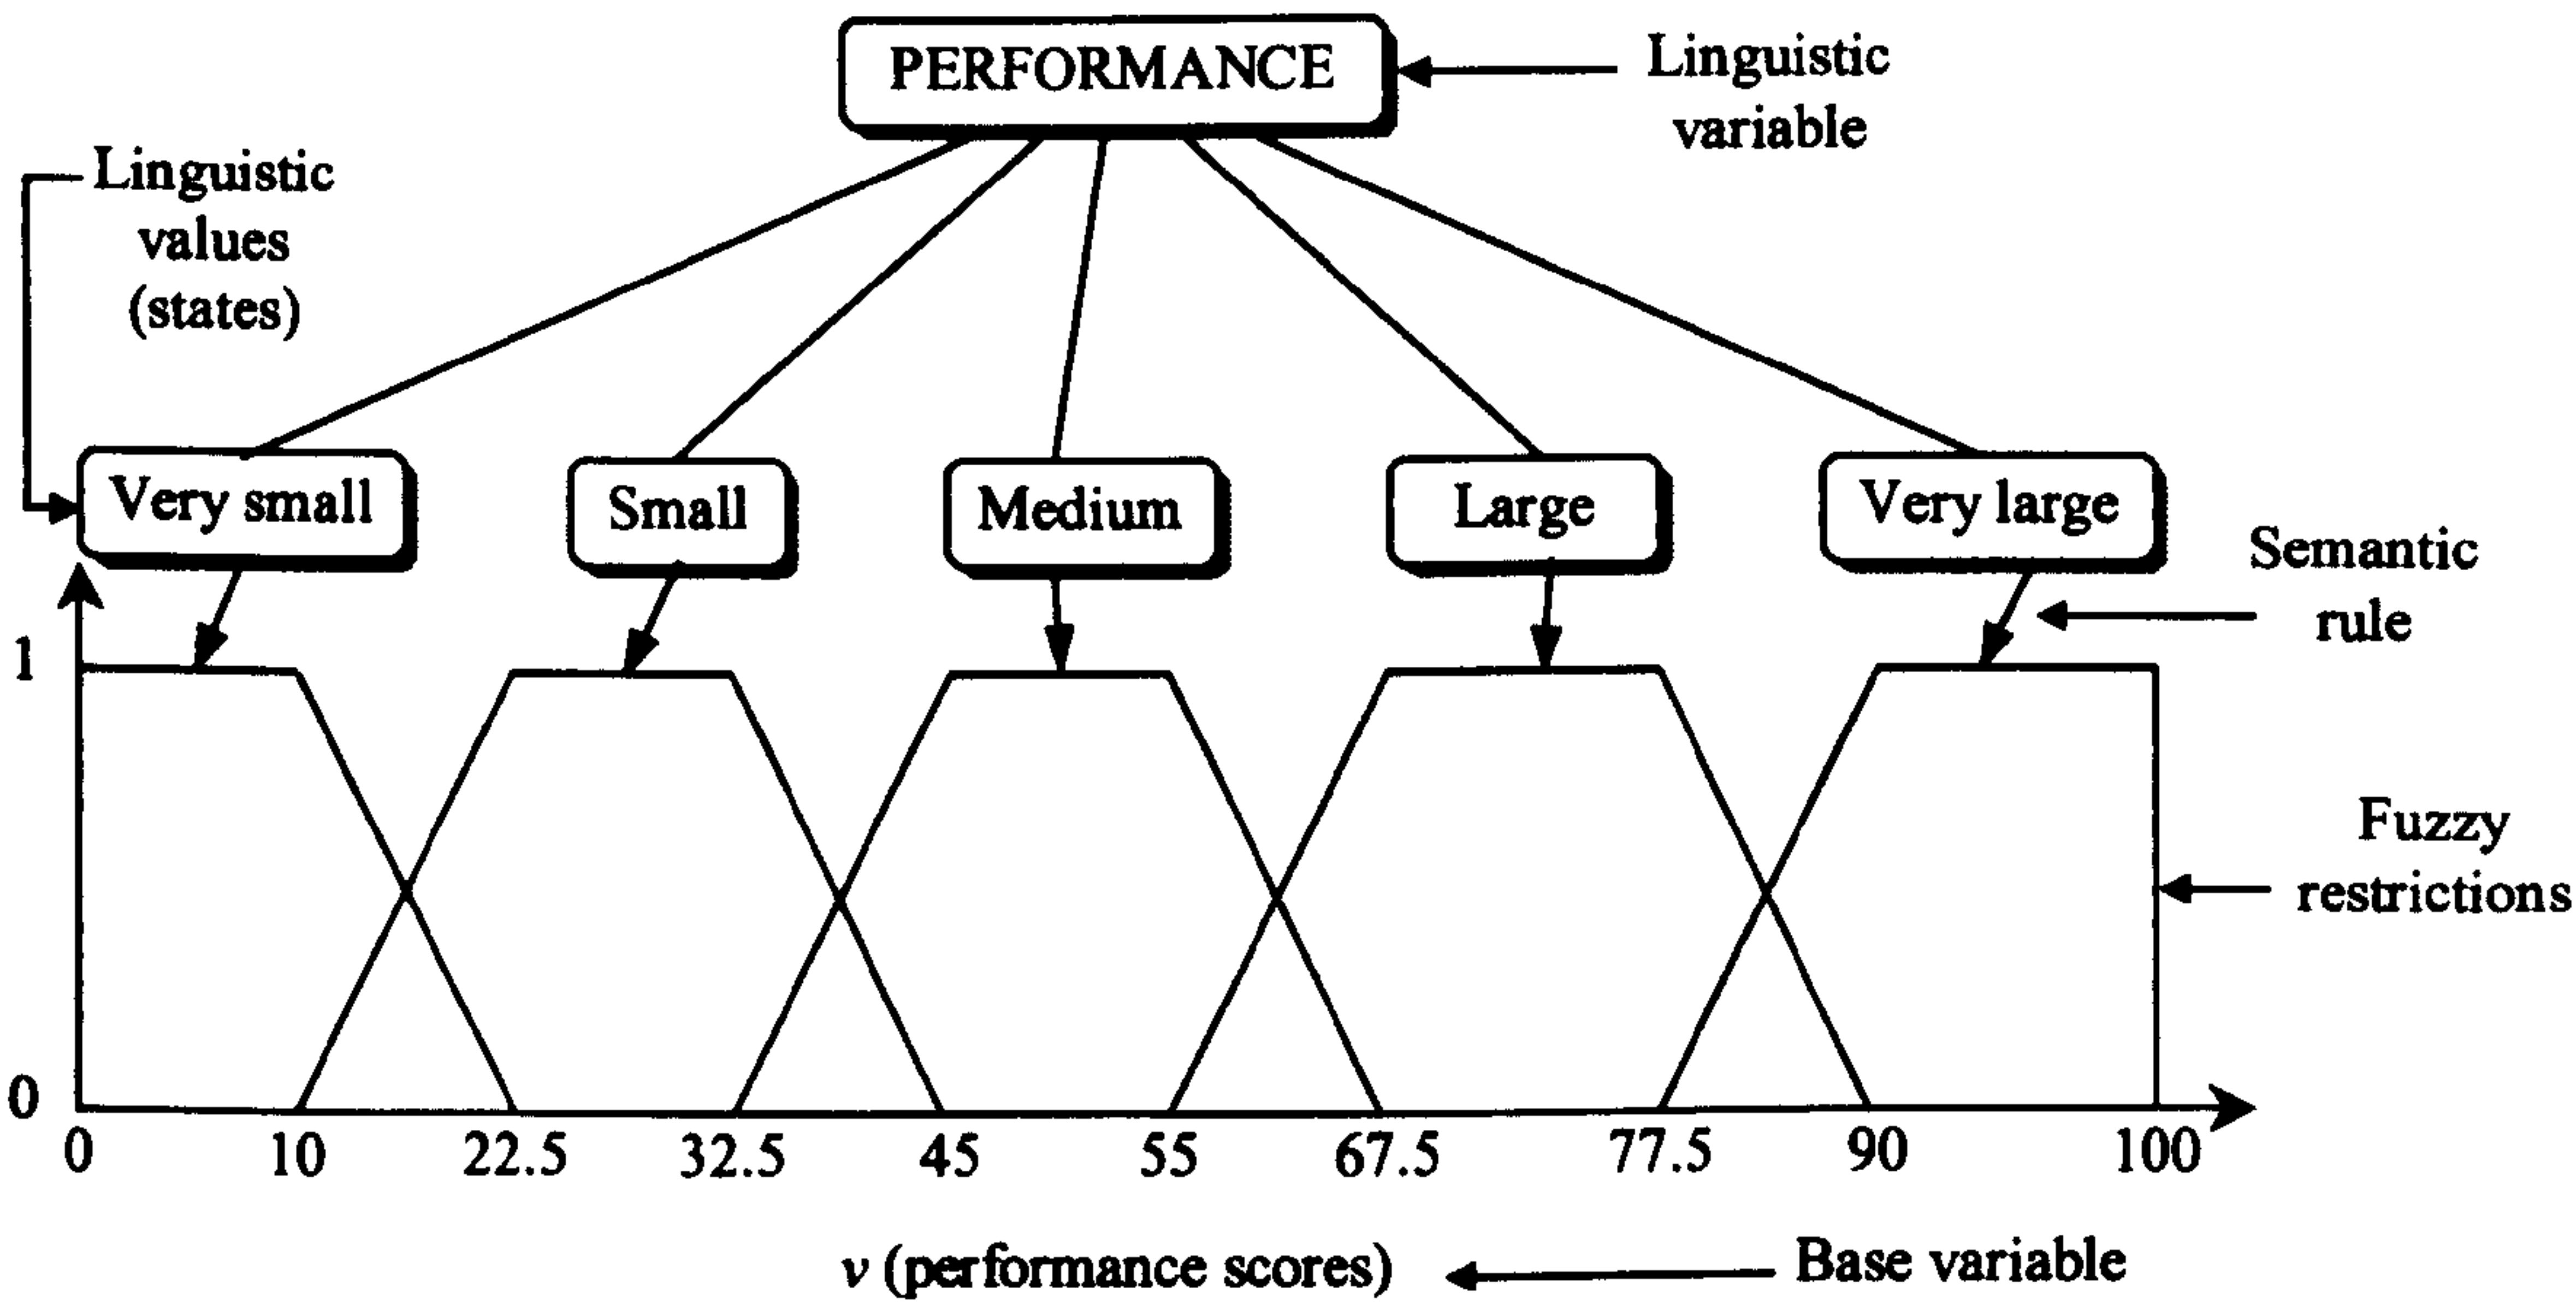 PERFORMANCE
Linguistic
variable
Linguistic
values
(states)
Very small
Small
Medium
Large
Very large
Semantic
rule
1
Fuzzy
restrictions
0
0 10 22.5 32.5 45 55 67.5 77.5 90 100
v (performance scores)
Base variable